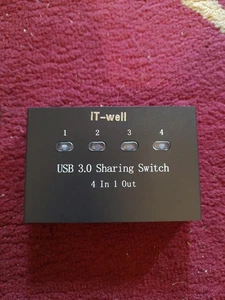 iT-well
1 2 3 4
USB 3.0 Sharing Switch
4 In 1 Out